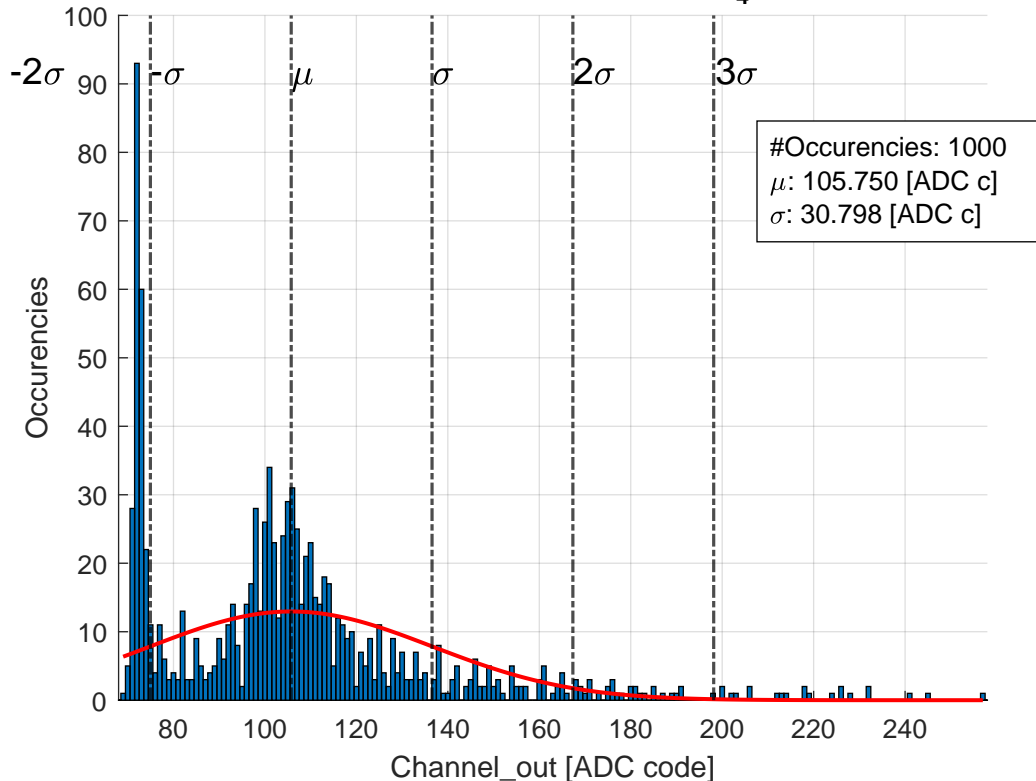 4
100
90
80
70
60
50
40
30
20
10
0
-2σ
-σ
μ
σ
2σ
3σ
#Occurencies: 1000
μ: 105.750 [ADC c]
σ: 30.798 [ADC c]
Occurencies
80
100
120
140
160
180
200
220
240
Channel_out [ADC code]